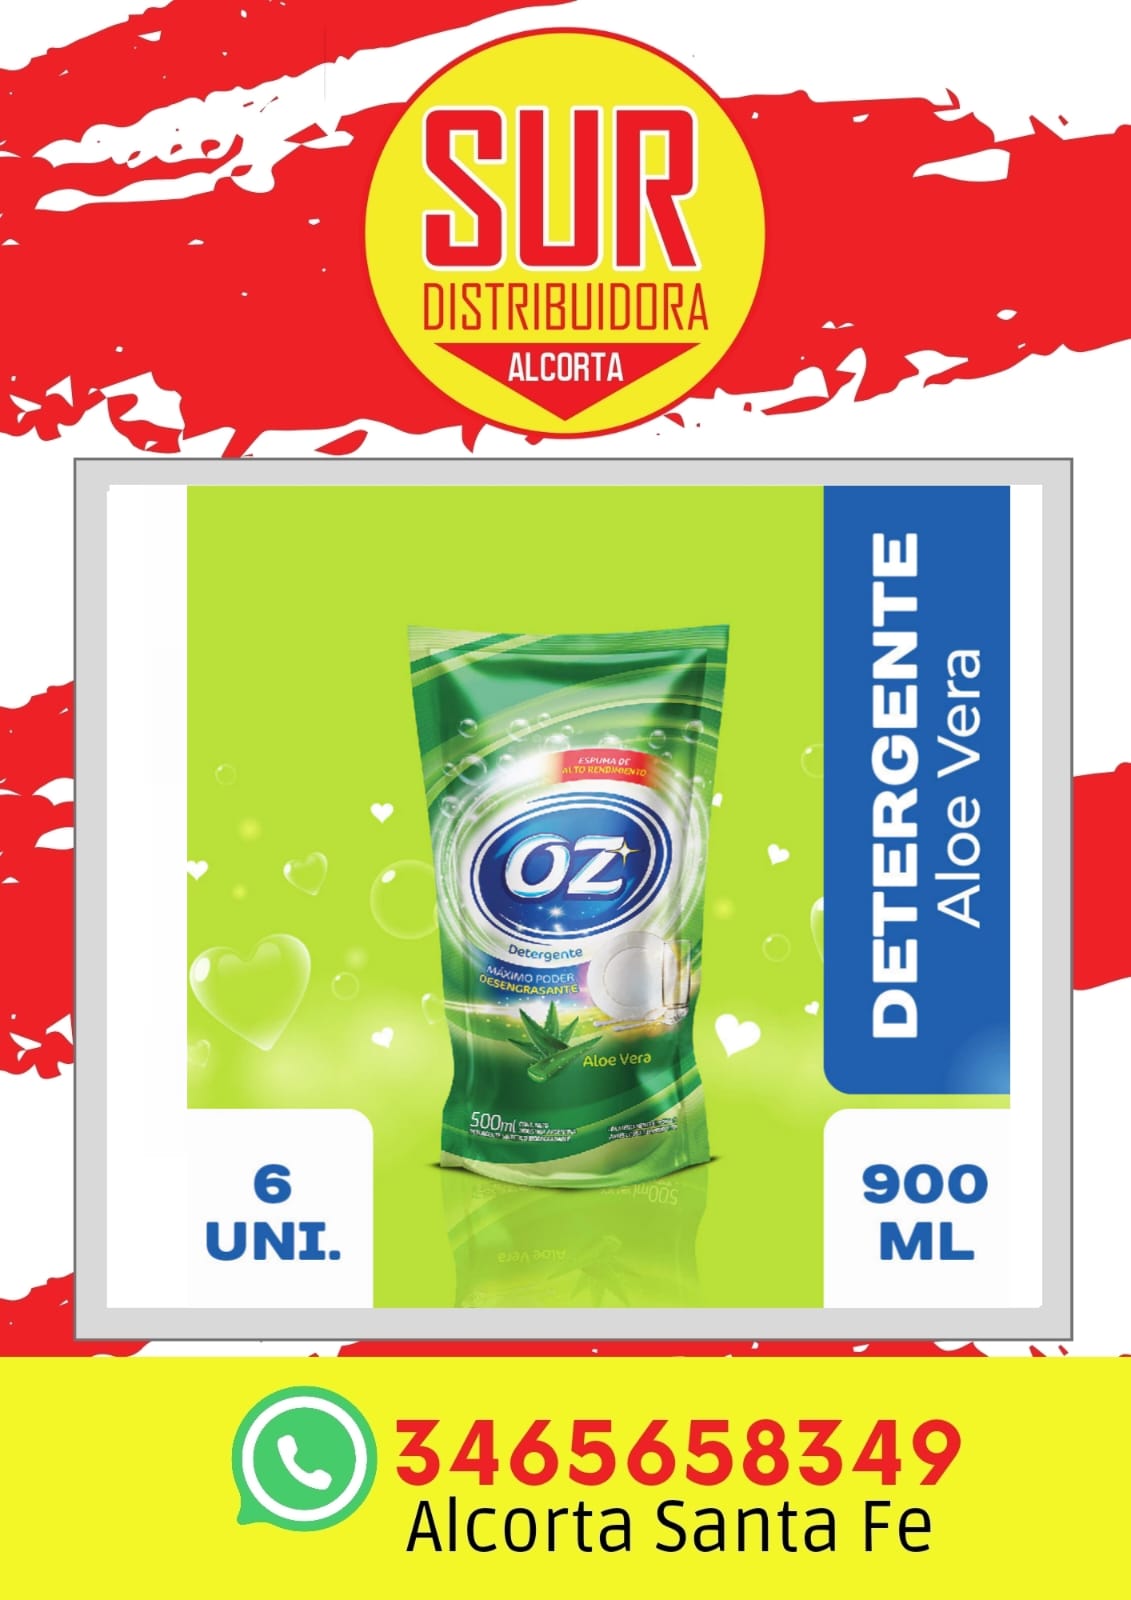 SUR
DISTRIBUIDORA
ALCORTA
DETERGENTE
Aloe Vera
ESPUMA DE
ALTO RENDIMIENTO
OZ
Detergente
MÁXIMO PODER
DESENGRASANTE
Aloe Vera
500ml
6
UNI.
900
ML
3465658349
Alcorta Santa Fe